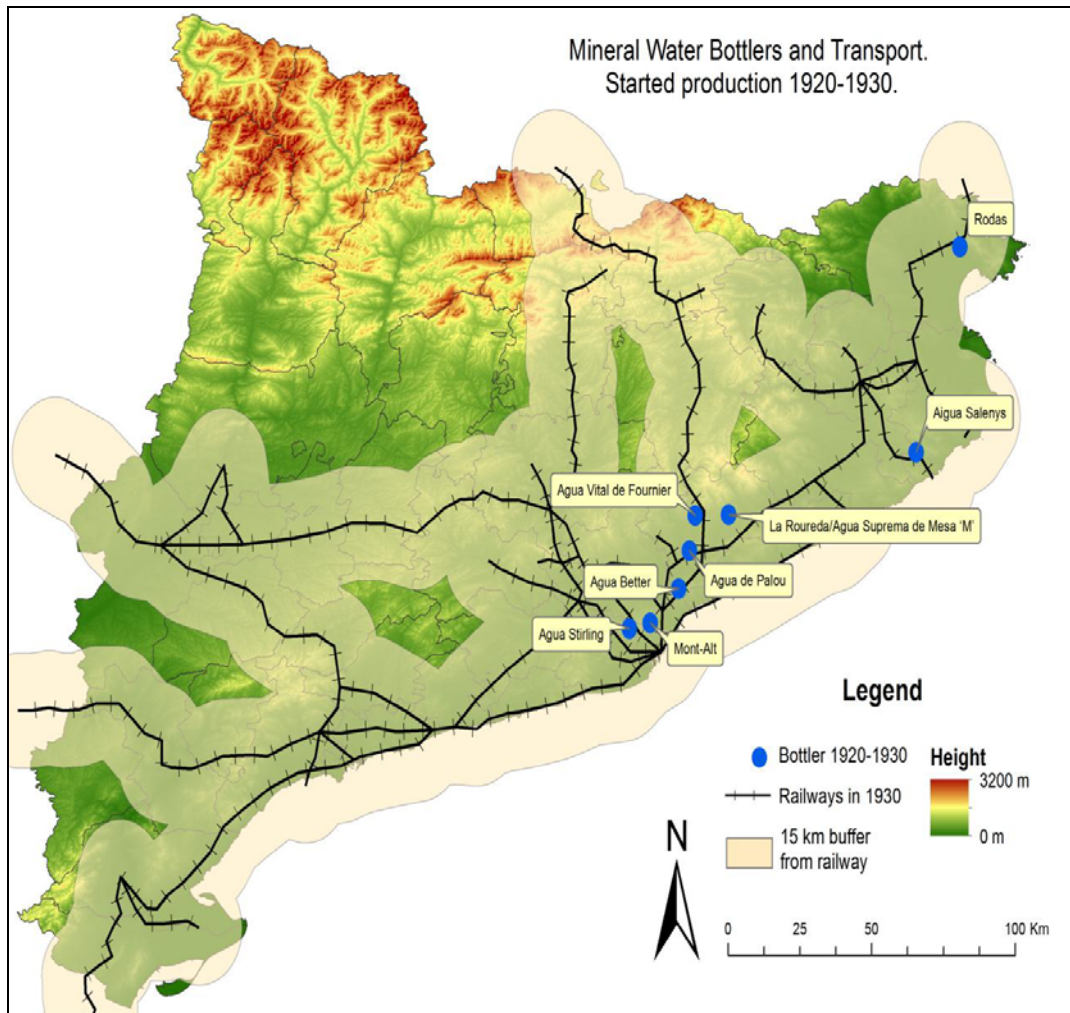 Mineral Water Bottlers and Transport.
Started production 1920-1930.
Rodas
Aigua Salenys
Agua Vital de Fournier
La Roureda/Agua Suprema de Mesa ‘M’
Agua Better
Agua de Palou
Agua Stirling
Mont-Alt
Legend
Bottler 1920-1930
Railways in 1930
15 km buffer
from railway
Height
3200 m
0 m
N
0 25 50 100 Km